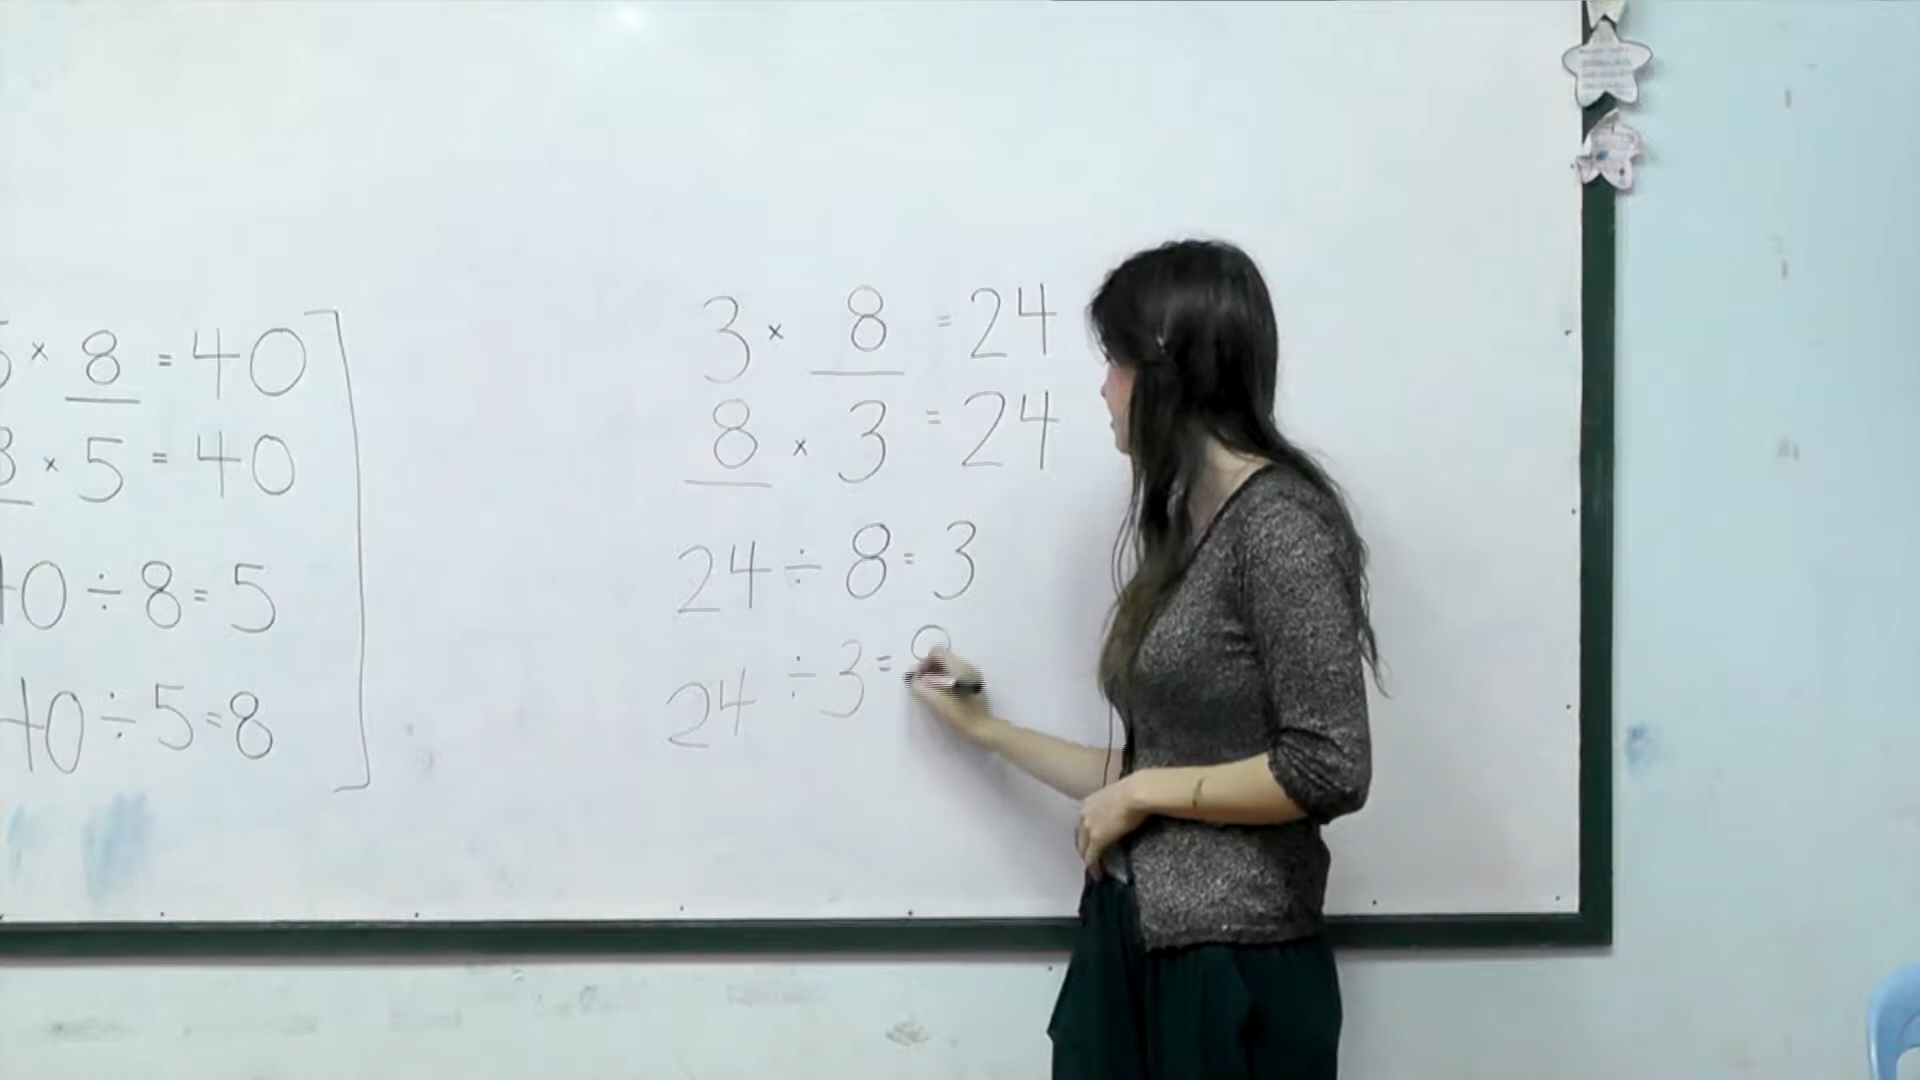 × 8 = 40
× 5 = 40
0 ÷ 8 = 5
40 ÷ 5 = 8
3 × 8 = 24
8 × 3 = 24
24 ÷ 8 = 3
24 ÷ 3 =